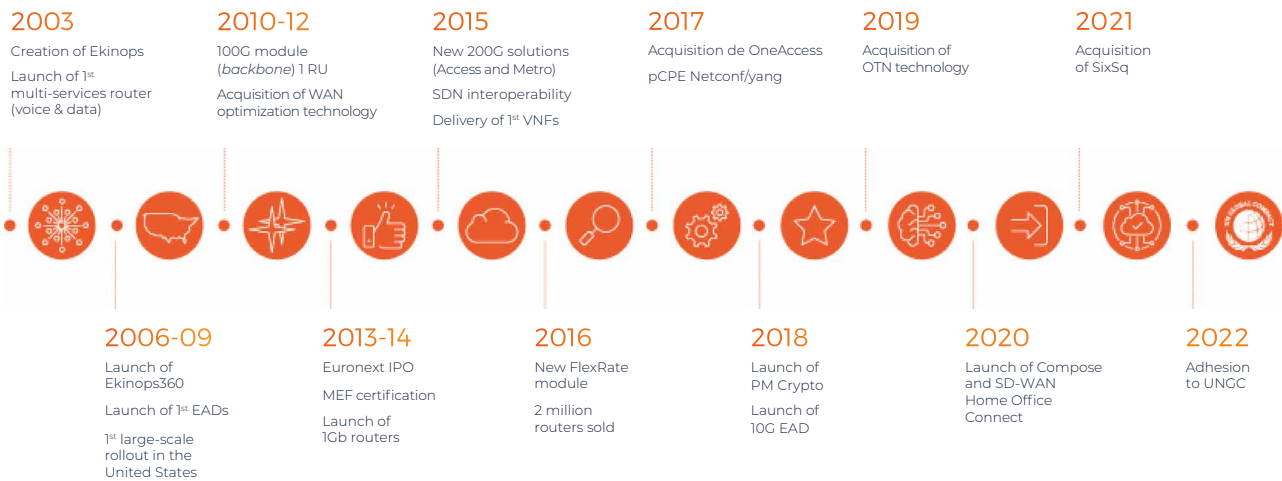 2003
Creation of Ekinops
Launch of 1st
multi-services router
(voice & data)
2010-12
100G module
(backbone) 1 RU
Acquisition of WAN
optimization technology
2015
New 200G solutions
(Access and Metro)
SDN interoperability
Delivery of 1st VNFs
2017
Acquisition de OneAccess
pCPE Netconf/yang
2019
Acquisition of
OTN technology
2021
Acquisition
of SixSq
2006-09
Launch of
Ekinops360
Launch of 1st EADs
1st large-scale
rollout in the
United States
2013-14
Euronext IPO
MEF certification
Launch of
1Gb routers
2016
New FlexRate
module
2 million
routers sold
2018
Launch of
PM Crypto
Launch of
10G EAD
2020
Launch of Compose
and SD-WAN
Home Office
Connect
2022
Adhesion
to UNGC